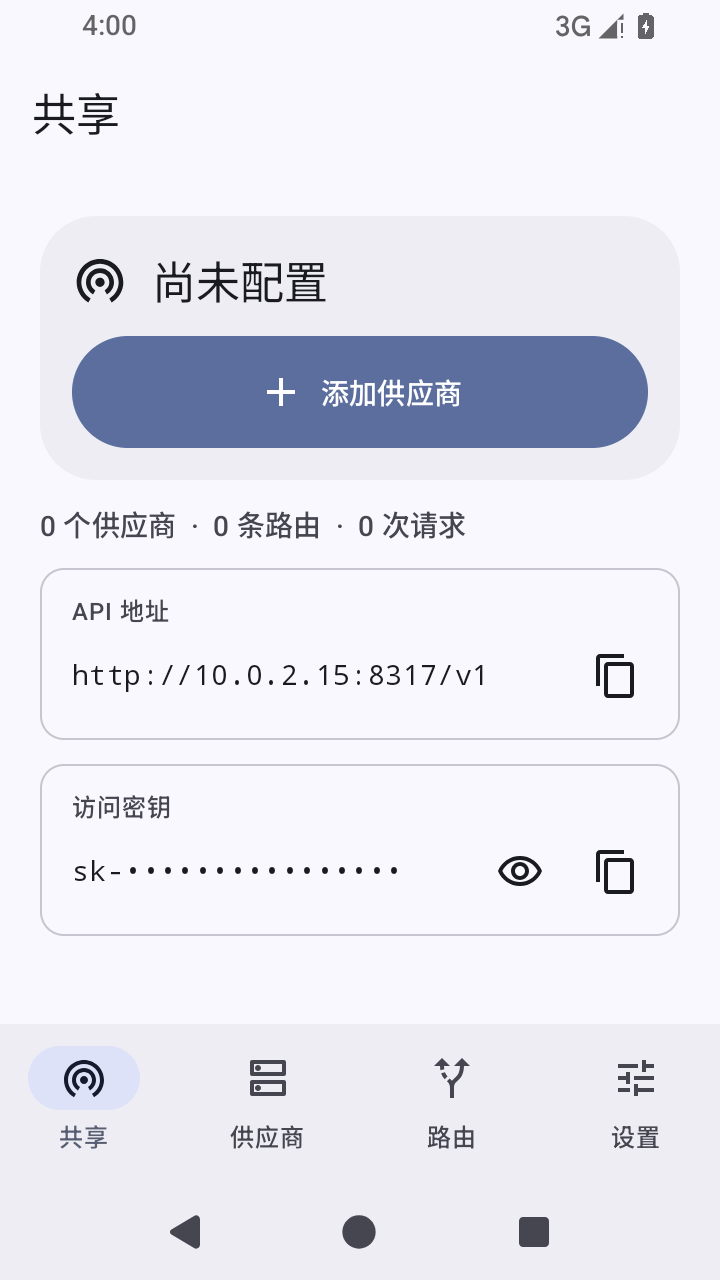 4:00
3G
共享
尚未配置
添加供应商
0 个供应商 · 0 条路由 · 0 次请求
API 地址
http://10.0.2.15:8317/v1
访问密钥
sk-••••••••••••••••
共享
供应商
路由
设置